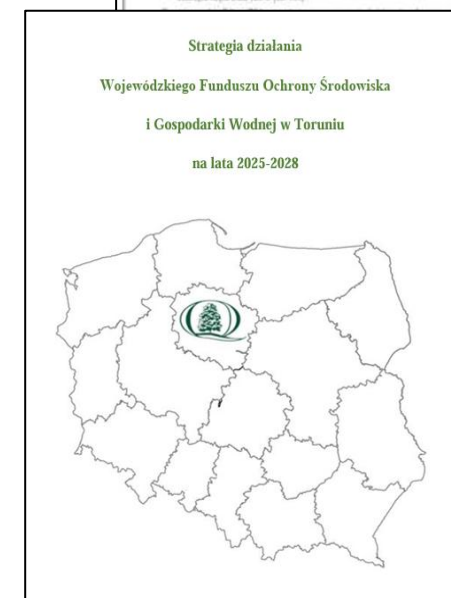 Strategia działania
Wojewódzkiego Funduszu Ochrony Środowiska
i Gospodarki Wodnej w Toruniu
na lata 2025-2028